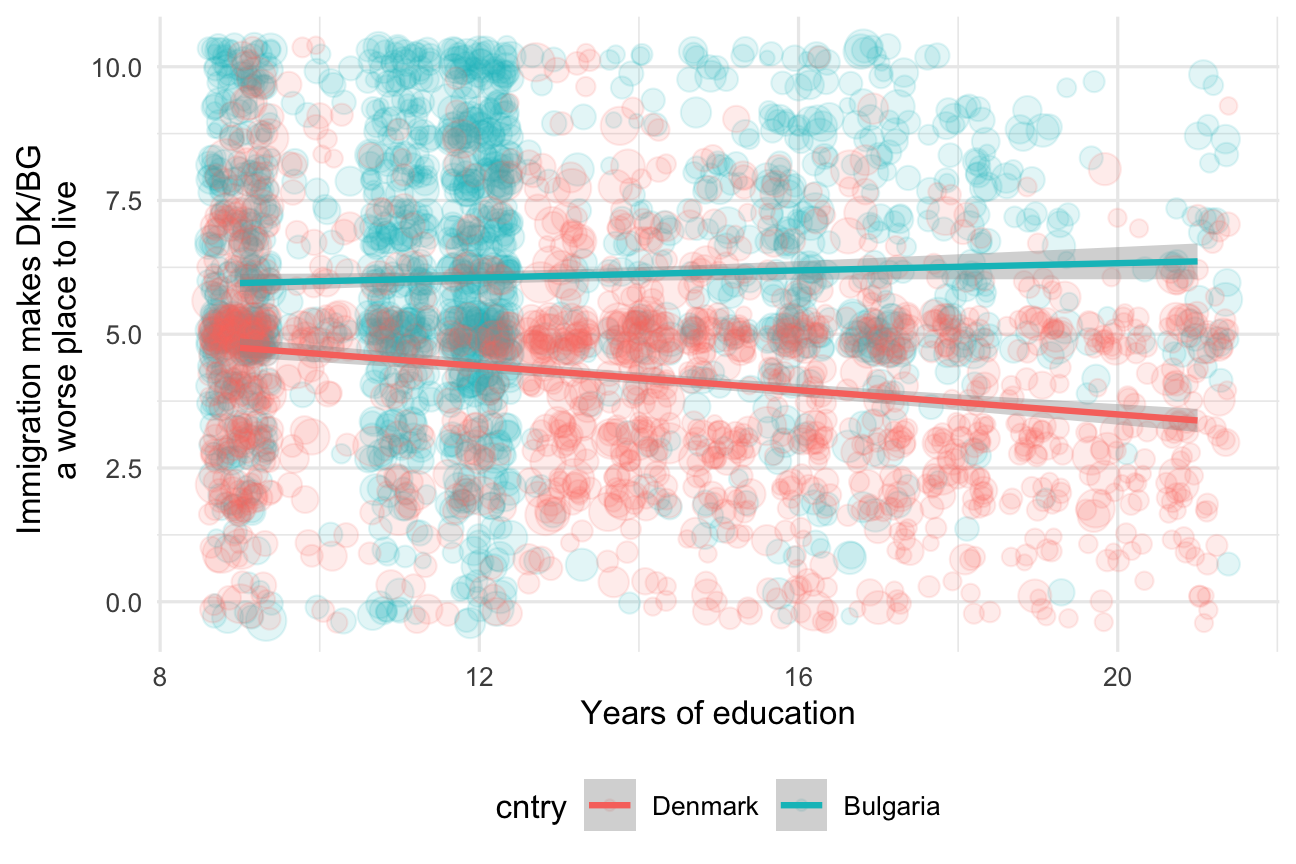 Immigration makes DK/BG
a worse place to live
10.0
7.5
5.0
2.5
0.0
8 12 16 20
Years of education
cntry Denmark Bulgaria